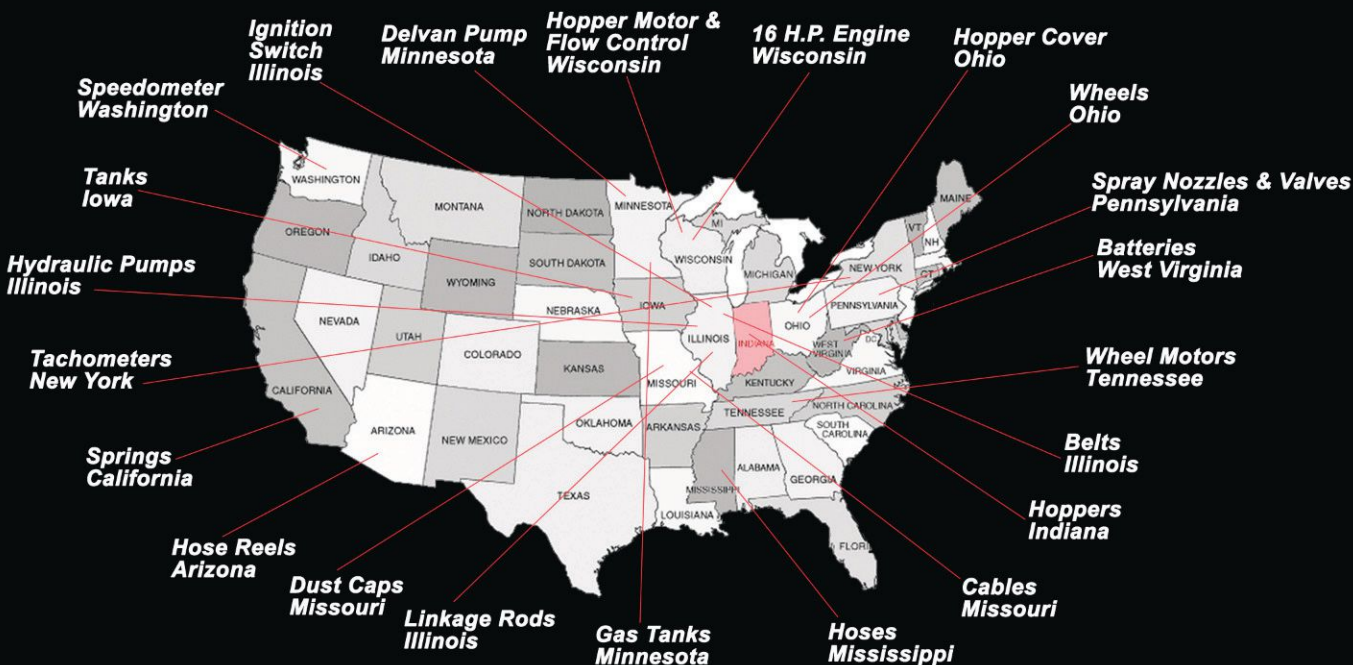 Ignition
Switch
Illinois
Delvan Pump
Minnesota
Hopper Motor &
Flow Control
Wisconsin
16 H.P. Engine
Wisconsin
Hopper Cover
Ohio
Speedometer
Washington
Wheels
Ohio
Tanks
Iowa
Spray Nozzles & Valves
Pennsylvania
Hydraulic Pumps
Illinois
Batteries
West Virginia
Tachometers
New York
Wheel Motors
Tennessee
Springs
California
Belts
Illinois
Hoppers
Indiana
Hose Reels
Arizona
Dust Caps
Missouri
Linkage Rods
Illinois
Gas Tanks
Minnesota
Hoses
Mississippi
Cables
Missouri
WASHINGTON
MONTANA
NORTH DAKOTA
MINNESOTA
MI
MAINE
OREGON
IDAHO
SOUTH DAKOTA
WISCONSIN
MICHIGAN
NEW YORK
VT
NH
CT
WYOMING
IOWA
PENNSYLVANIA
NEBRASKA
NEVADA
UTAH
COLORADO
ILLINOIS
INDIANA
OHIO
WEST
VIRGINIA
DC
VIRGINIA
CALIFORNIA
KANSAS
MISSOURI
KENTUCKY
TENNESSEE
NORTH CAROLINA
ARIZONA
NEW MEXICO
OKLAHOMA
ARKANSAS
SOUTH
CAROLINA
MISSISSIPPI
ALABAMA
GEORGIA
TEXAS
LOUISIANA
FLORI